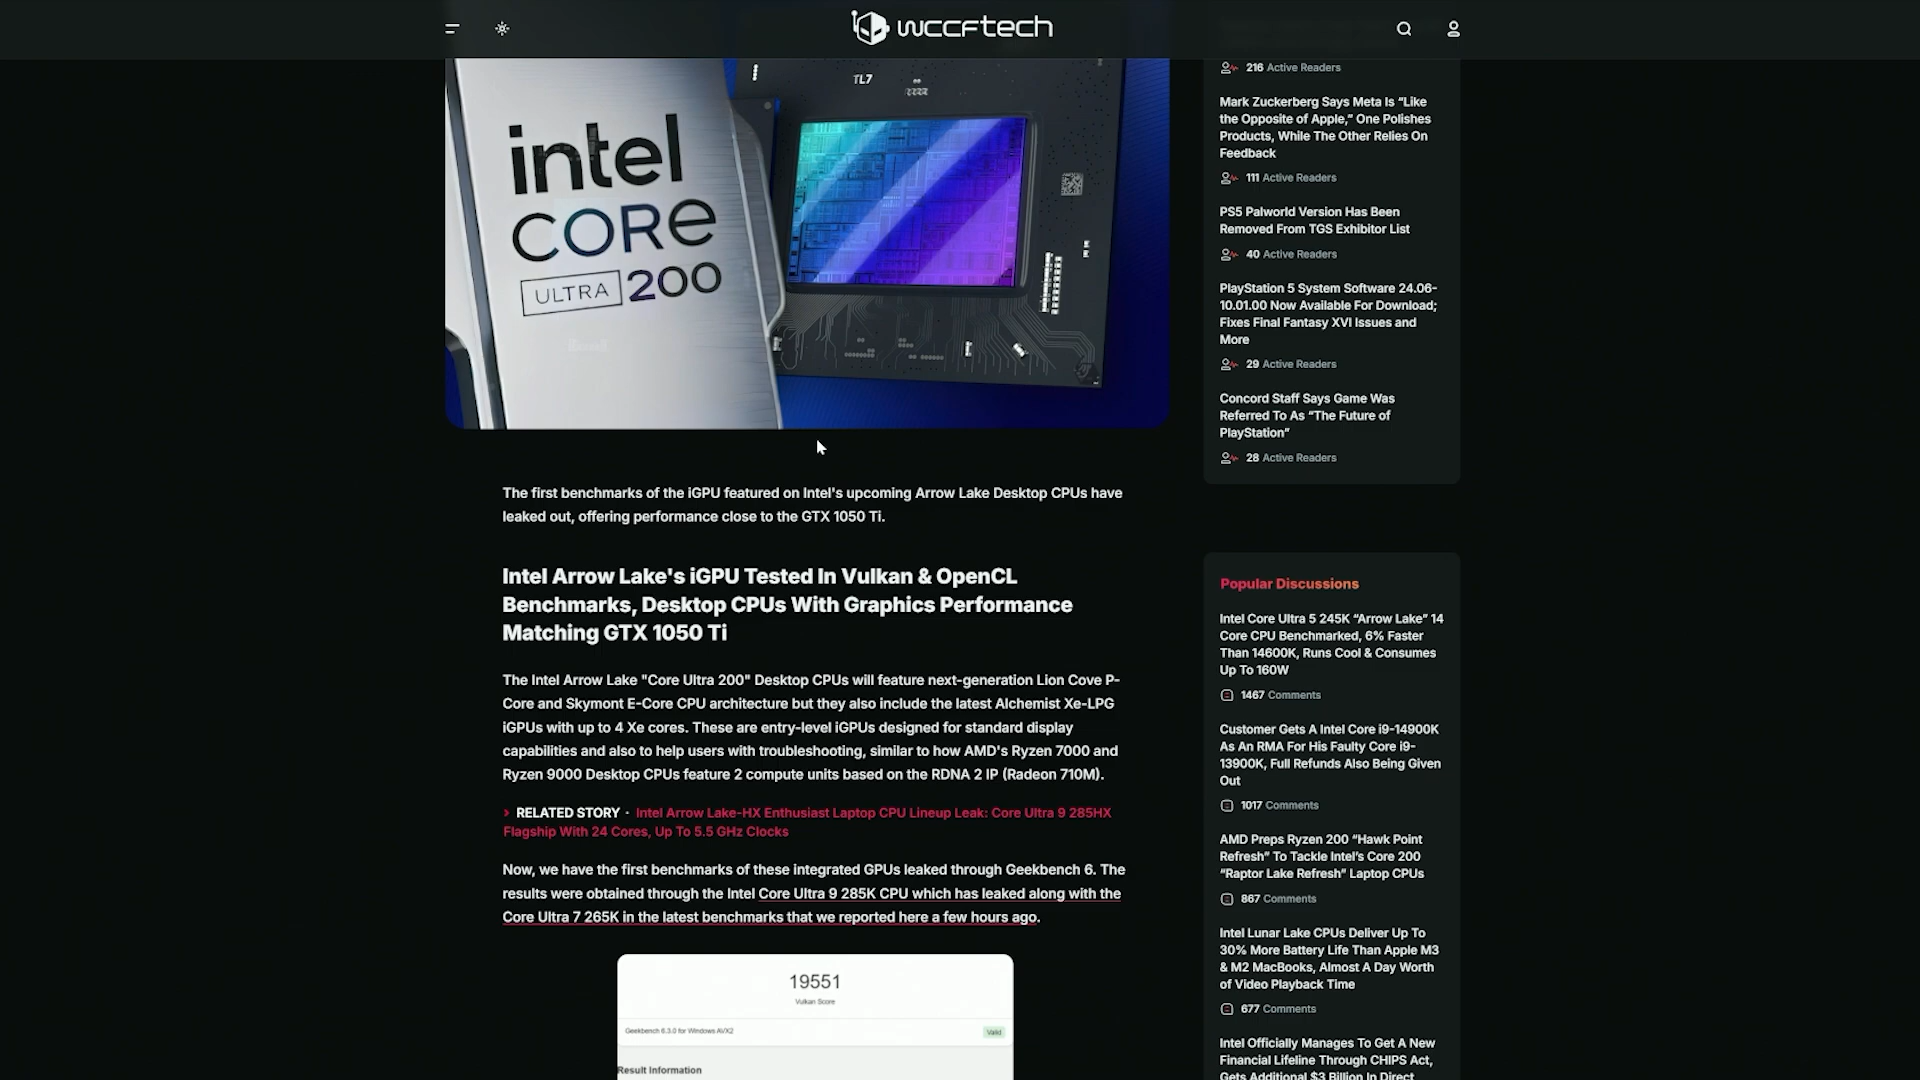 wccftech
TL7
intel
CORE
ULTRA 200
The first benchmarks of the iGPU featured on Intel's upcoming Arrow Lake Desktop CPUs have
leaked out, offering performance close to the GTX 1050 Ti.
Intel Arrow Lake's iGPU Tested In Vulkan & OpenCL
Benchmarks, Desktop CPUs With Graphics Performance
Matching GTX 1050 Ti
The Intel Arrow Lake "Core Ultra 200" Desktop CPUs will feature next-generation Lion Cove P-
Core and Skymont E-Core CPU architecture but they also include the latest Alchemist Xe-LPG
iGPUs with up to 4 Xe cores. These are entry-level iGPUs designed for standard display
capabilities and also to help users with troubleshooting, similar to how AMD's Ryzen 7000 and
Ryzen 9000 Desktop CPUs feature 2 compute units based on the RDNA 2 IP (Radeon 710M).
RELATED STORY · Intel Arrow Lake-HX Enthusiast Laptop CPU Lineup Leak: Core Ultra 9 285HX
Flagship With 24 Cores, Up To 5.5 GHz Clocks
Now, we have the first benchmarks of these integrated GPUs leaked through Geekbench 6. The
results were obtained through the Intel Core Ultra 9 285K CPU which has leaked along with the
Core Ultra 7 265K in the latest benchmarks that we reported here a few hours ago.
19551
Vulkan Score
Geekbench 6.3.0 for Windows AVX2 Valid
Result Information
216 Active Readers
Mark Zuckerberg Says Meta Is “Like
the Opposite of Apple,” One Polishes
Products, While The Other Relies On
Feedback
111 Active Readers
PS5 Palworld Version Has Been
Removed From TGS Exhibitor List
40 Active Readers
PlayStation 5 System Software 24.06-
10.01.00 Now Available For Download;
Fixes Final Fantasy XVI Issues and
More
29 Active Readers
Concord Staff Says Game Was
Referred To As “The Future of
PlayStation”
28 Active Readers
Popular Discussions
Intel Core Ultra 5 245K “Arrow Lake” 14
Core CPU Benchmarked, 6% Faster
Than 14600K, Runs Cool & Consumes
Up To 160W
1467 Comments
Customer Gets A Intel Core i9-14900K
As An RMA For His Faulty Core i9-
13900K, Full Refunds Also Being Given
Out
1017 Comments
AMD Preps Ryzen 200 “Hawk Point
Refresh” To Tackle Intel’s Core 200
“Raptor Lake Refresh” Laptop CPUs
867 Comments
Intel Lunar Lake CPUs Deliver Up To
30% More Battery Life Than Apple M3
& M2 MacBooks, Almost A Day Worth
of Video Playback Time
677 Comments
Intel Officially Manages To Get A New
Financial Lifeline Through CHIPS Act,
Gets Additional $3 Billion In Direct